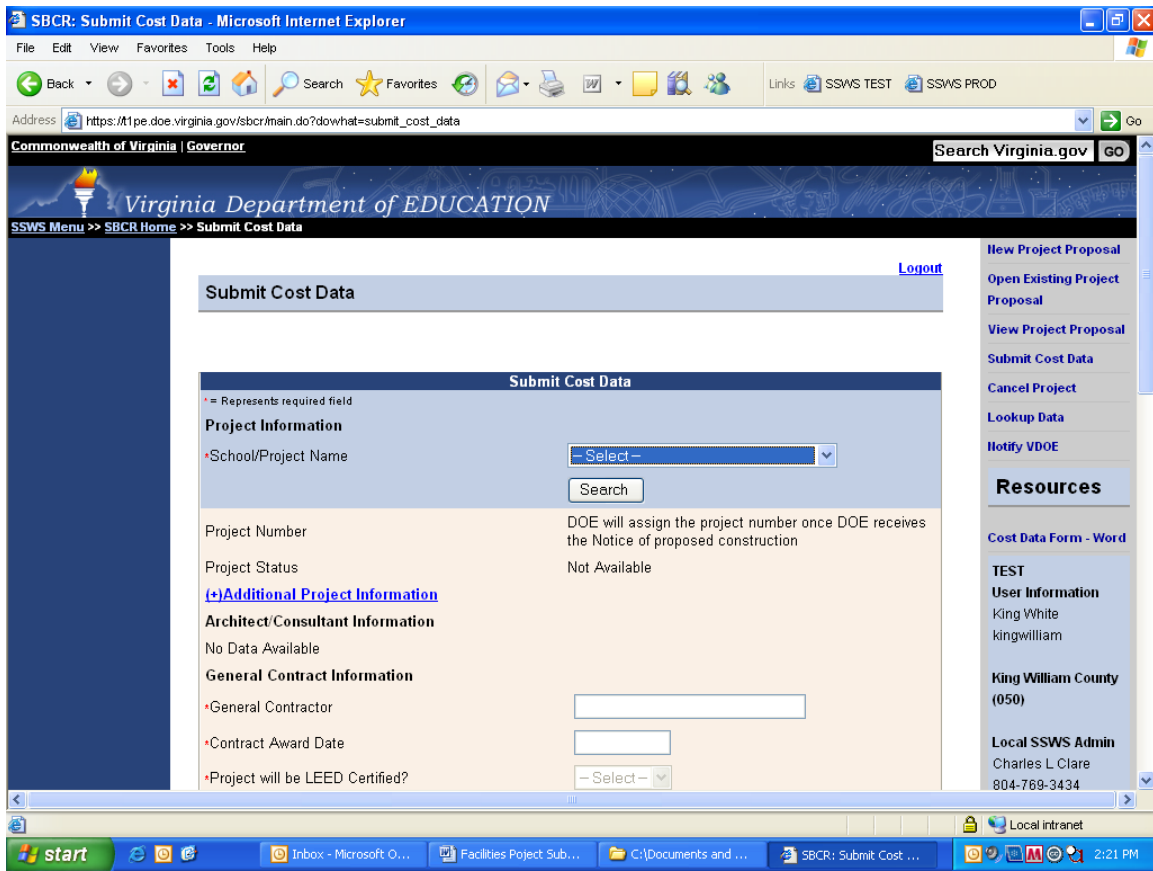 SBCR: Submit Cost Data - Microsoft Internet Explorer
File Edit View Favorites Tools Help
Back Search Favorites Links SSWS TEST SSWS PROD
Address https://t1pe.doe.virginia.gov/sbcr/main.do?dowhat=submit_cost_data Go
Commonwealth of Virginia | Governor
Search Virginia.gov GO
Virginia Department of EDUCATION
SSWS Menu >> SBCR Home >> Submit Cost Data
Logout
Submit Cost Data
Submit Cost Data
* = Represents required field
Project Information
*School/Project Name
-- Select --
Search
Project Number
DOE will assign the project number once DOE receives
the Notice of proposed construction
Project Status
Not Available
(+)Additional Project Information
Architect/Consultant Information
No Data Available
General Contract Information
*General Contractor
*Contract Award Date
*Project will be LEED Certified?
-- Select --
New Project Proposal
Open Existing Project
Proposal
View Project Proposal
Submit Cost Data
Cancel Project
Lookup Data
Notify VDOE
Resources
Cost Data Form - Word
TEST
User Information
King White
kingwilliam
King William County
(050)
Local SSWS Admin
Charles L Clare
804-769-3434
Local intranet
start
Inbox - Microsoft O...
Facilities Poject Sub...
C:\Documents and ...
SBCR: Submit Cost ...
2:21 PM